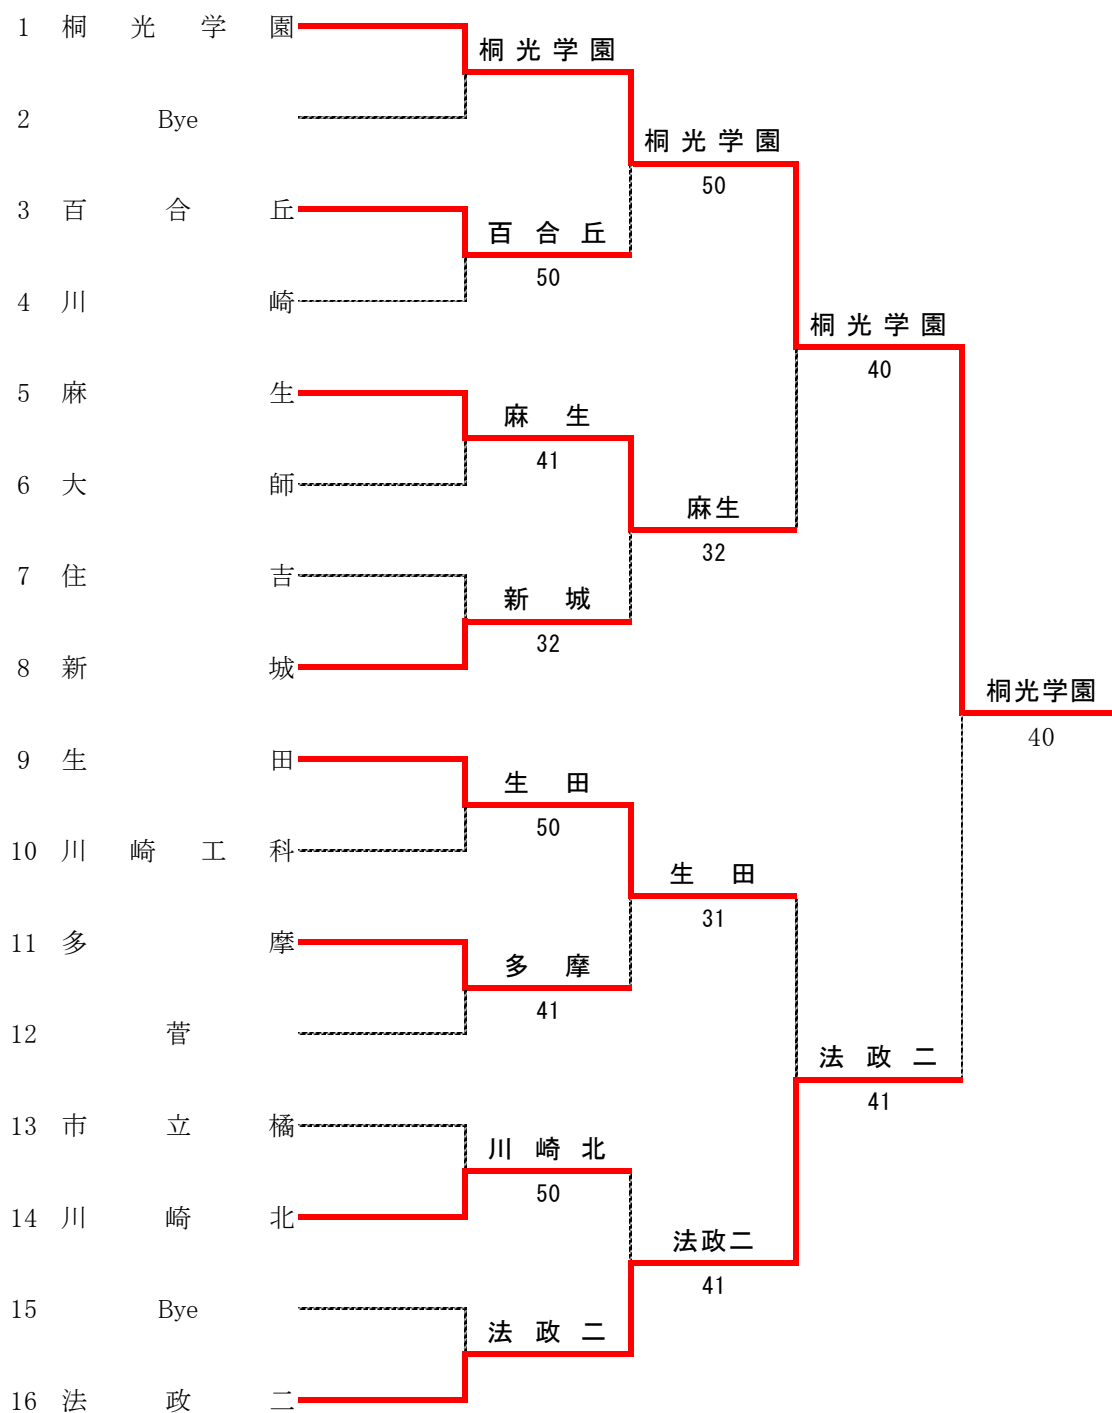 1 桐光学園
桐光学園
2 Bye
桐光学園
50
3 百合丘
百合丘
50
4 川崎
桐光学園
40
5 麻生
麻生
41
6 大師
麻生
32
7 住吉
新城
32
8 新城
桐光学園
40
9 生田
生田
50
10 川崎工科
生田
31
11 多摩
多摩
41
12 菅
法政二
41
13 市立橘
川崎北
50
14 川崎北
法政二
41
15 Bye
法政二
16 法政二